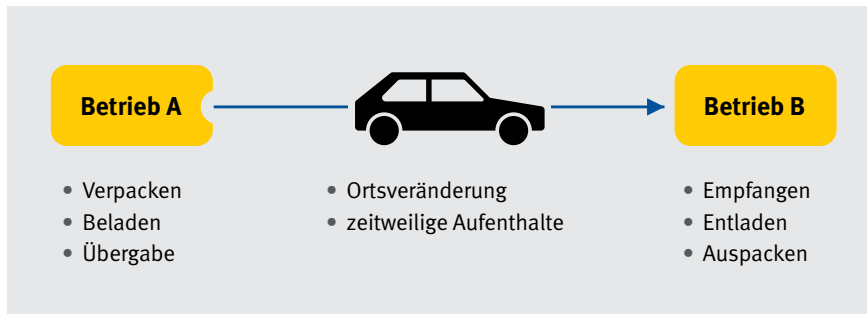 Betrieb A
Betrieb B
• Verpacken
• Beladen
• Übergabe
• Ortsveränderung
• zeitweilige Aufenthalte
• Empfangen
• Entladen
• Auspacken